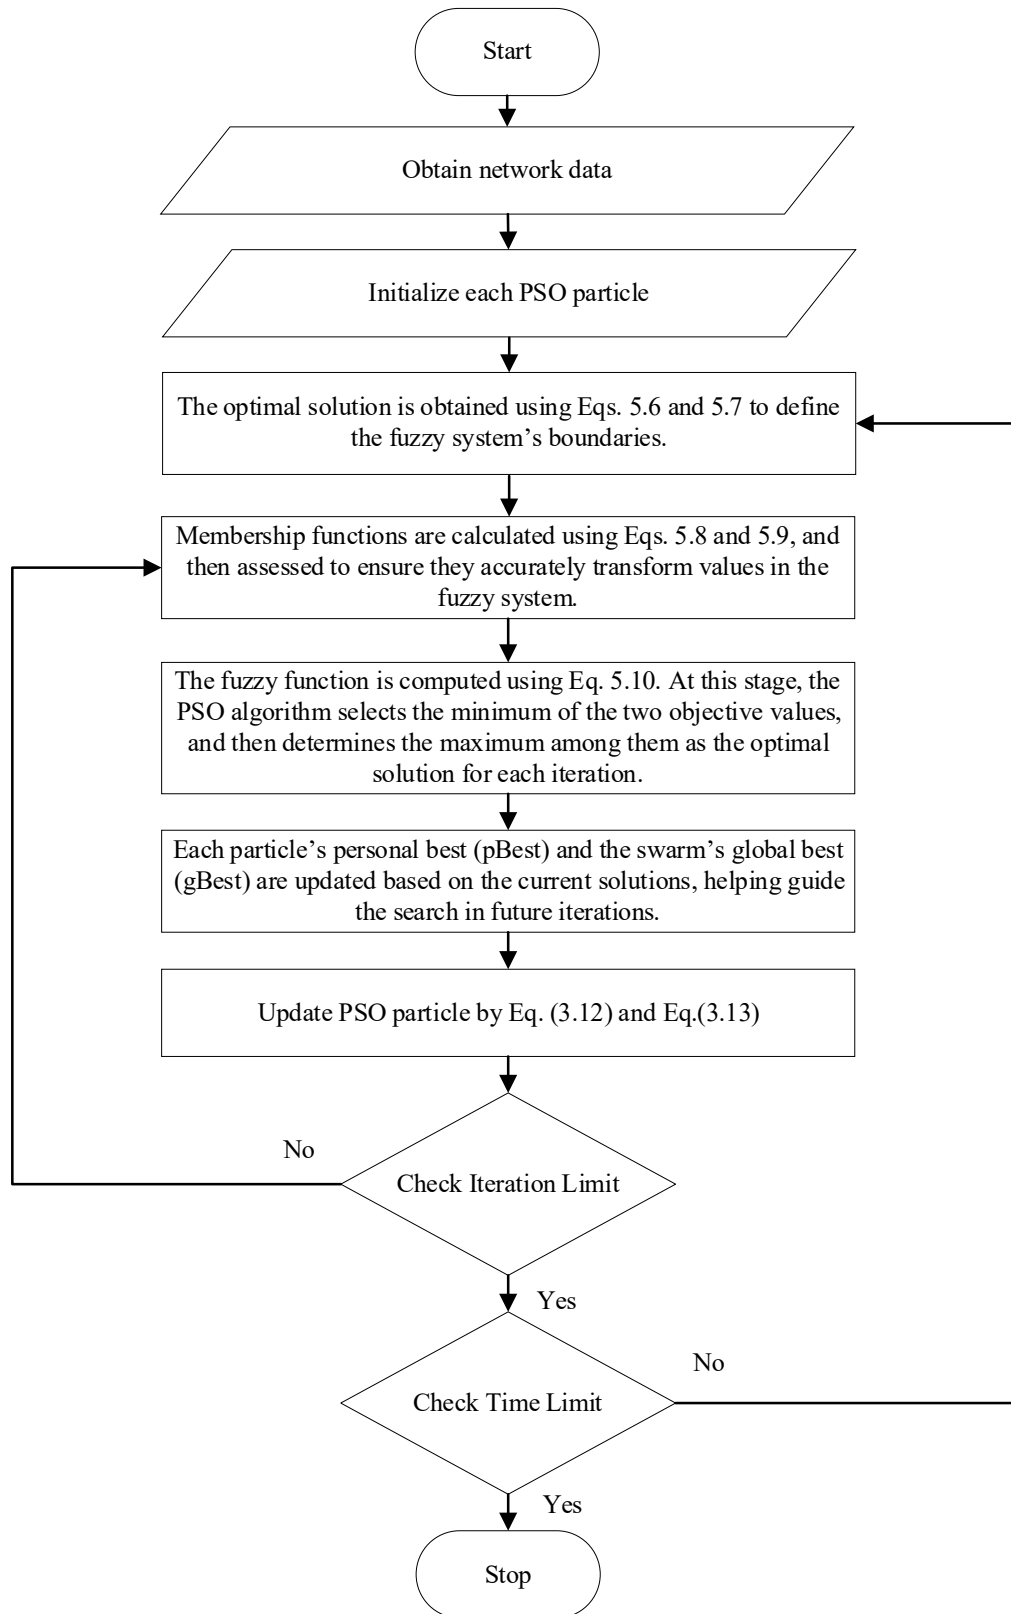 Start
Obtain network data
Initialize each PSO particle
The optimal solution is obtained using Eqs. 5.6 and 5.7 to define
the fuzzy system’s boundaries.
Membership functions are calculated using Eqs. 5.8 and 5.9, and
then assessed to ensure they accurately transform values in the
fuzzy system.
The fuzzy function is computed using Eq. 5.10. At this stage, the
PSO algorithm selects the minimum of the two objective values,
and then determines the maximum among them as the optimal
solution for each iteration.
Each particle’s personal best (pBest) and the swarm’s global best
(gBest) are updated based on the current solutions, helping guide
the search in future iterations.
Update PSO particle by Eq. (3.12) and Eq.(3.13)
No
Check Iteration Limit
Yes
No
Check Time Limit
Yes
Stop